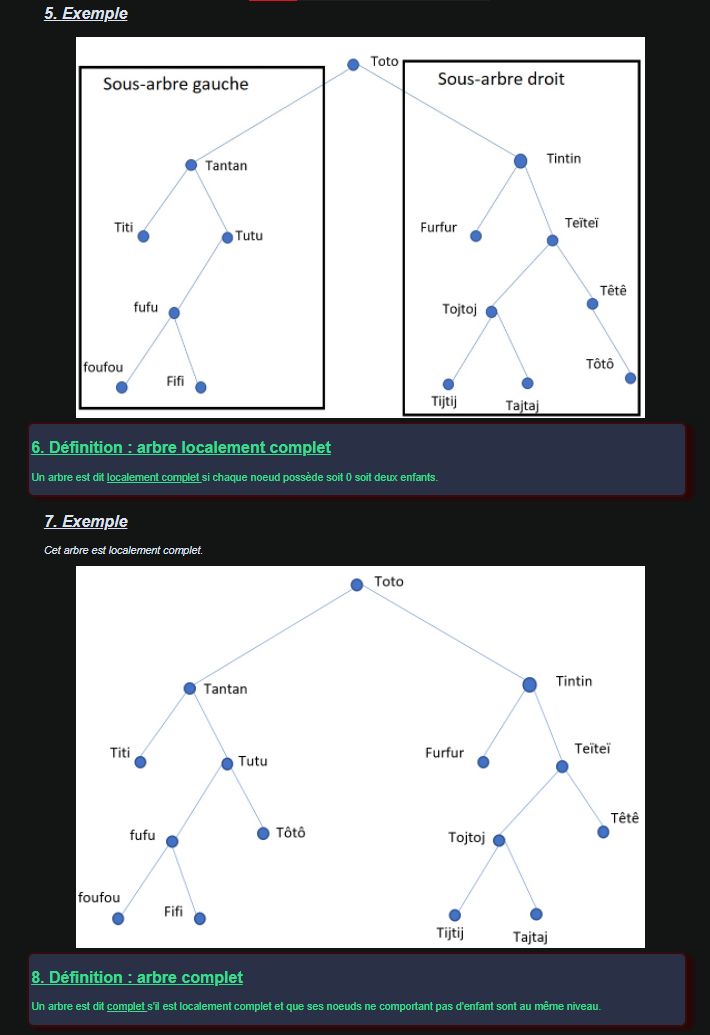 5. Exemple
Toto
Sous-arbre gauche
Sous-arbre droit
Tantan
Tintin
Titi
Tutu
Furfur
Teïteï
fufu
Tojtoj
Têtê
foufou
Fifi
Tôtô
Tijtij
Tajtaj
6. Définition : arbre localement complet
Un arbre est dit localement complet si chaque noeud possède soit 0 soit deux enfants.
7. Exemple
Cet arbre est localement complet.
Toto
Tantan
Tintin
Titi
Tutu
Furfur
Teïteï
fufu
Tôtô
Tojtoj
Têtê
foufou
Fifi
Tijtij
Tajtaj
8. Définition : arbre complet
Un arbre est dit complet s'il est localement complet et que ses noeuds ne comportant pas d'enfant sont au même niveau.